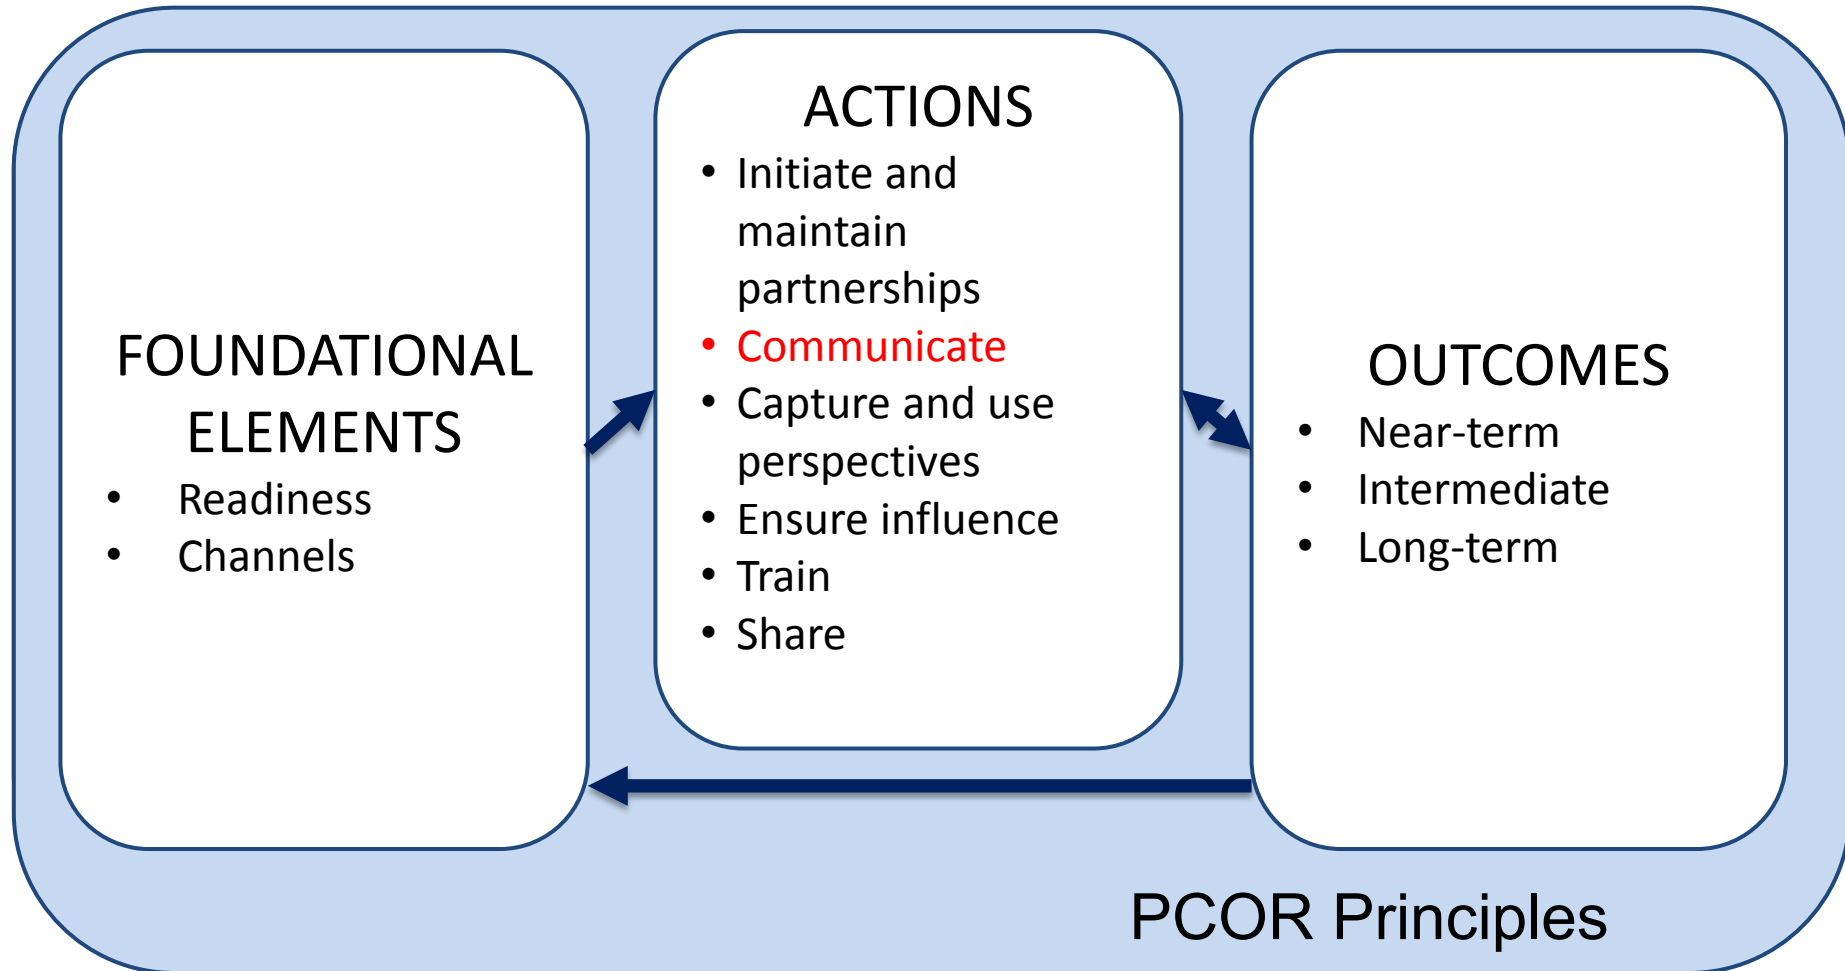 FOUNDATIONAL
ELEMENTS
• Readiness
• Channels
ACTIONS
• Initiate and
maintain
partnerships
• Communicate
• Capture and use
perspectives
• Ensure influence
• Train
• Share
OUTCOMES
• Near-term
• Intermediate
• Long-term
PCOR Principles